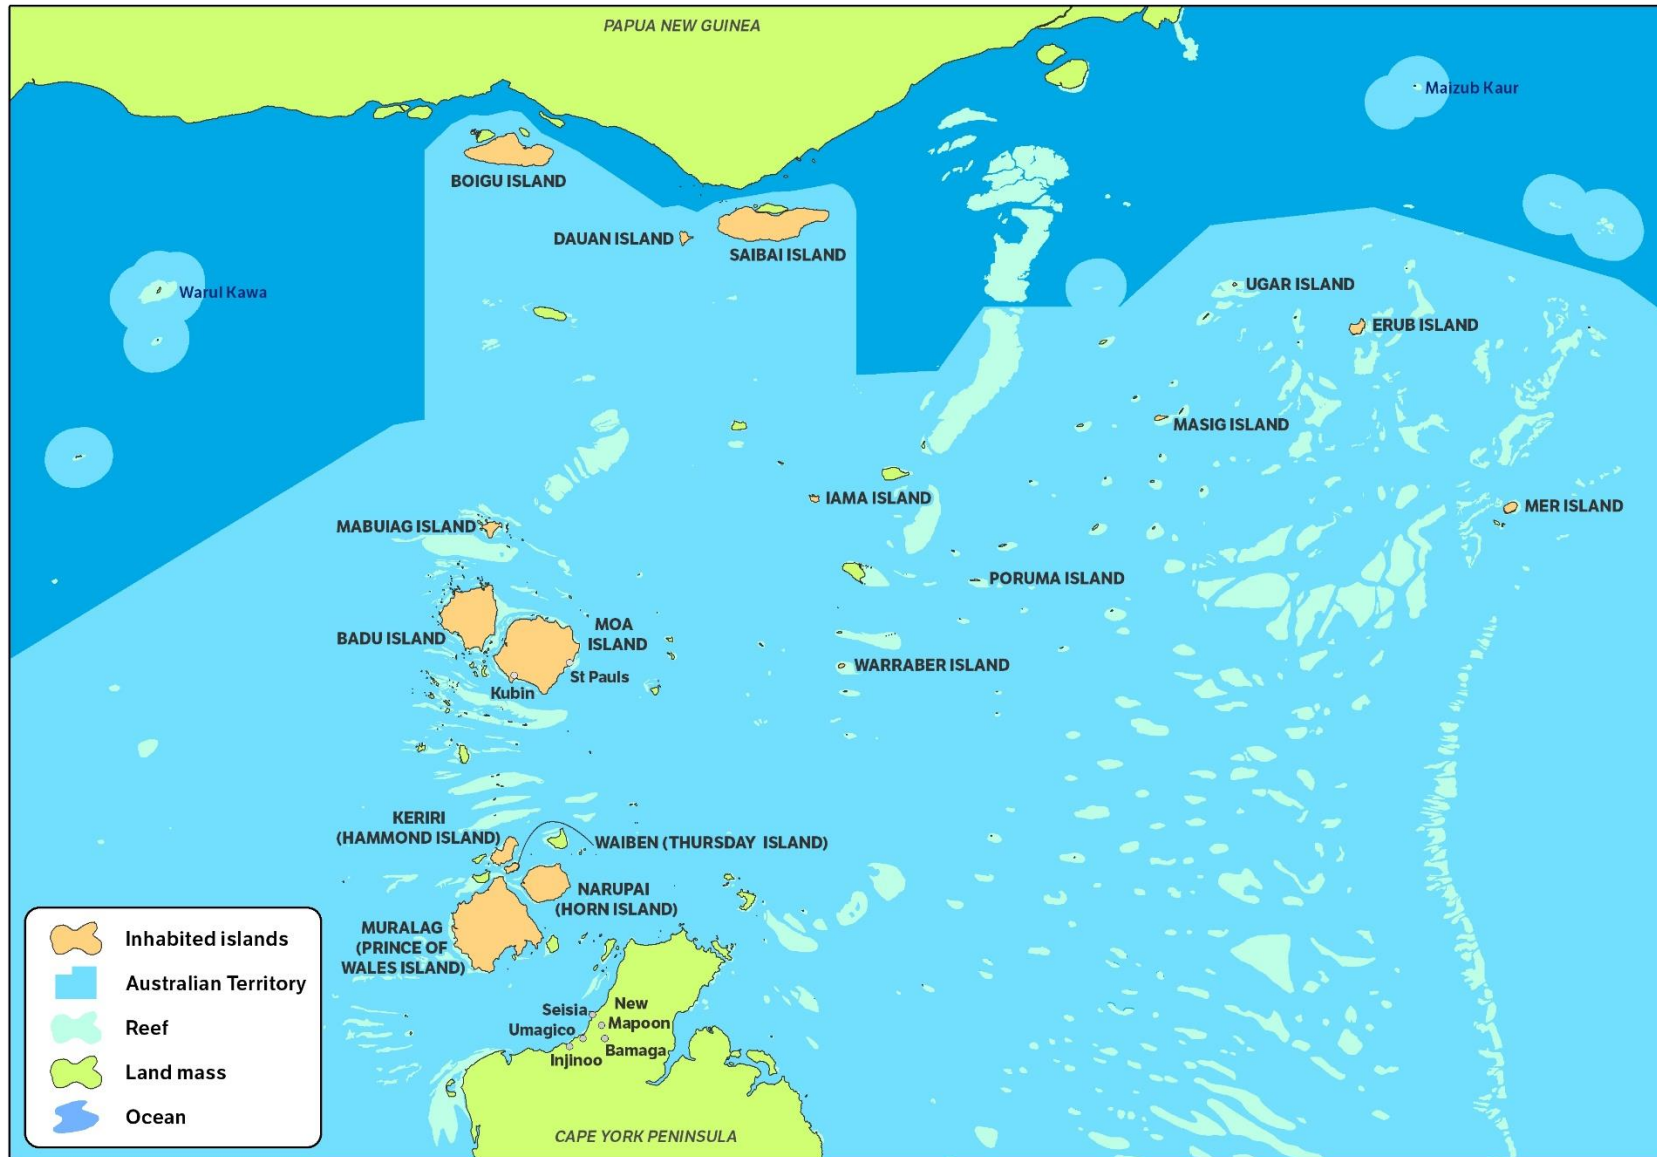 PAPUA NEW GUINEA
Maizub Kaur
BOIGU ISLAND
DAUAN ISLAND
SAIBAI ISLAND
Warul Kawa
UGAR ISLAND
ERUB ISLAND
MASIG ISLAND
IAMA ISLAND
MER ISLAND
MABUIAG ISLAND
PORUMA ISLAND
BADU ISLAND
MOA
ISLAND
WARRABER ISLAND
St Pauls
Kubin
KERIRI
(HAMMOND ISLAND)
WAIBEN (THURSDAY ISLAND)
NARUPAI
(HORN ISLAND)
MURALAG
(PRINCE OF
WALES ISLAND)
Seisia
New
Mapoon
Umagico
Bamaga
Injinoo
CAPE YORK PENINSULA
Inhabited islands
Australian Territory
Reef
Land mass
Ocean